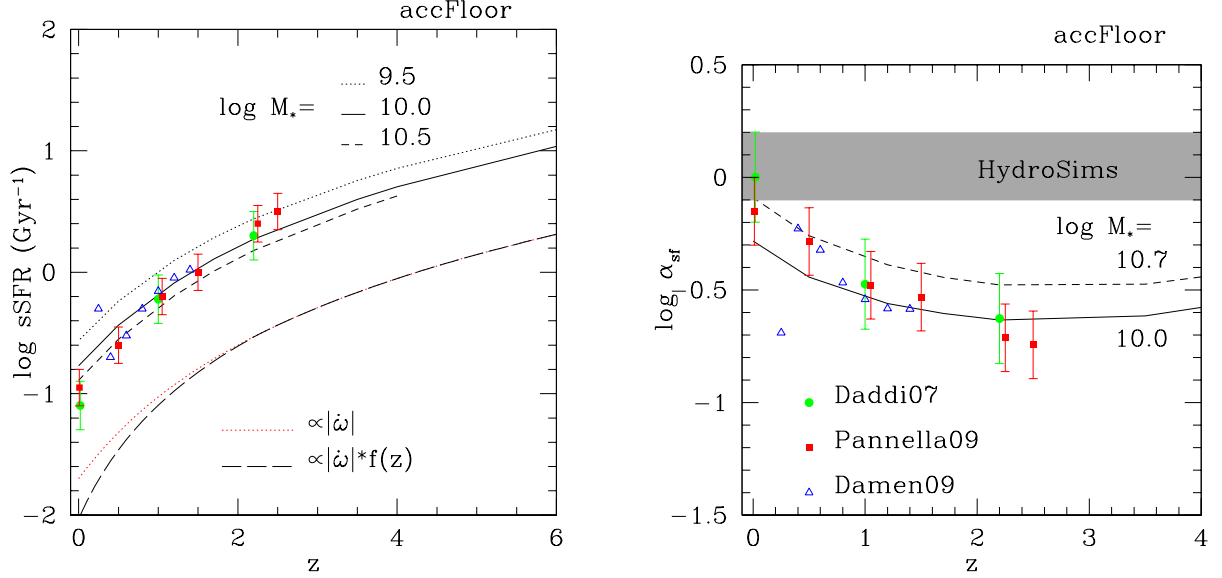 accFloor
2
1
0
−1
−2
log sSFR (Gyr⁻¹)
9.5
log M*= 10.0
10.5
∝|ω̇|
∝|ω̇|*f(z)
0 2 4 6
z
accFloor
0.5
0
−0.5
−1
−1.5
log α_sf
HydroSims
log M*=
10.7
10.0
Daddi07
Pannella09
Damen09
0 1 2 3 4
z